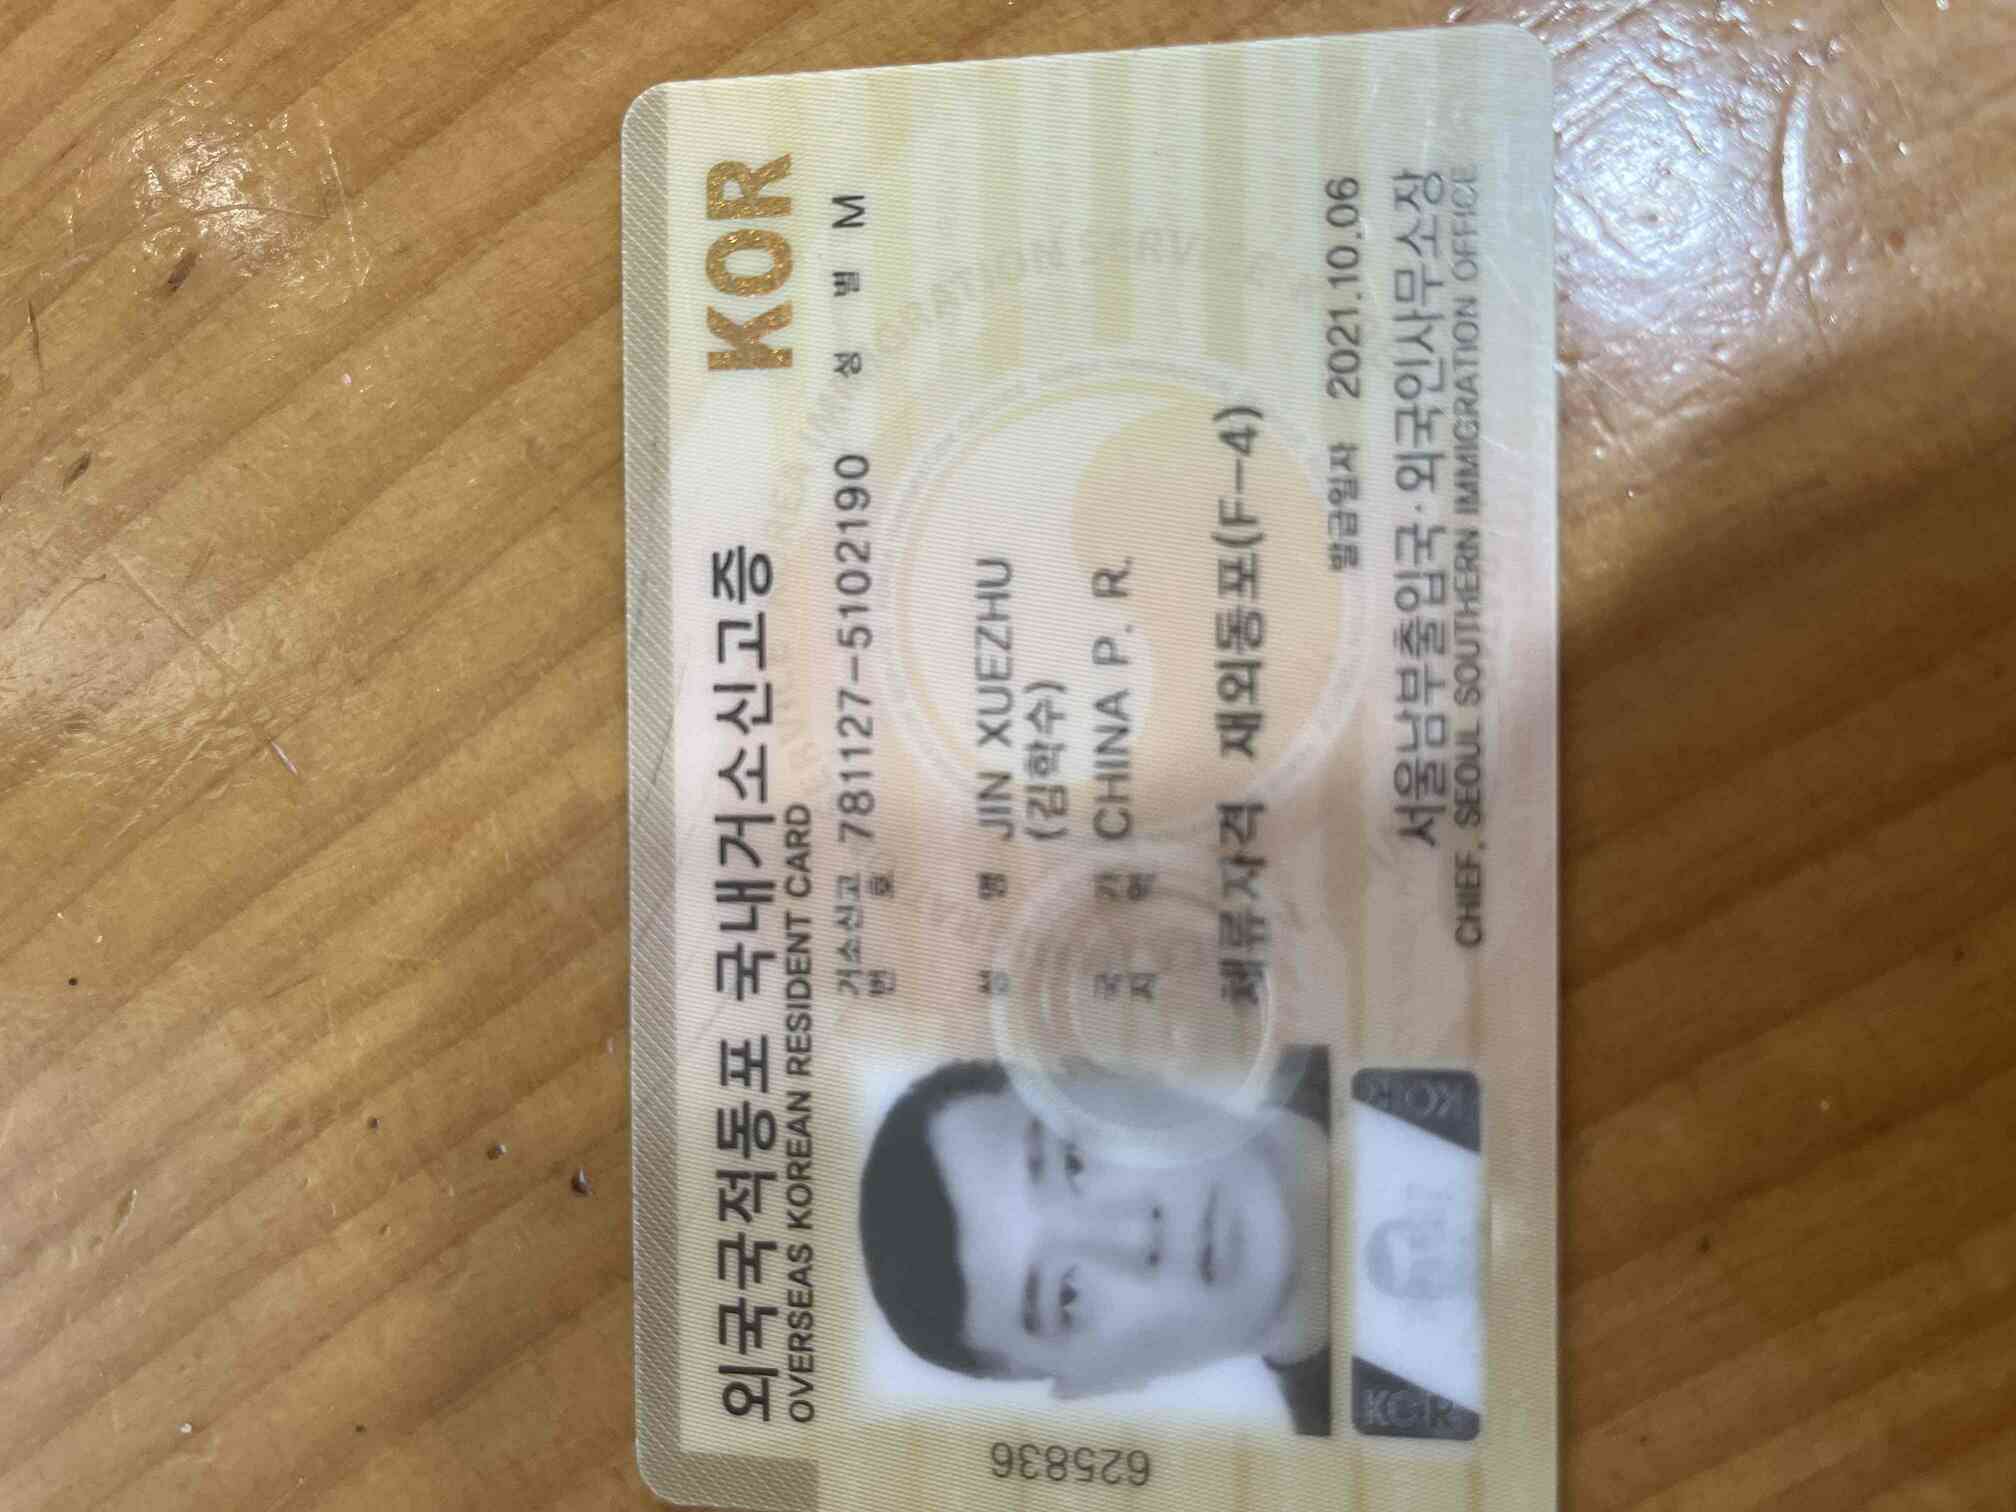 외국국적동포 국내거소신고증
KOR
OVERSEAS KOREAN RESIDENT CARD
거소신고 번호 781127-5102190 성 별 M
성 명 JIN XUEZHU
(김학수)
국 가 CHINA P. R.
지 역
체류자격 재외동포(F-4)
발급일자 2021.10.06
서울남부출입국·외국인사무소장
CHIEF, SEOUL SOUTHERN IMMIGRATION OFFICE
625836
KOR
KOR